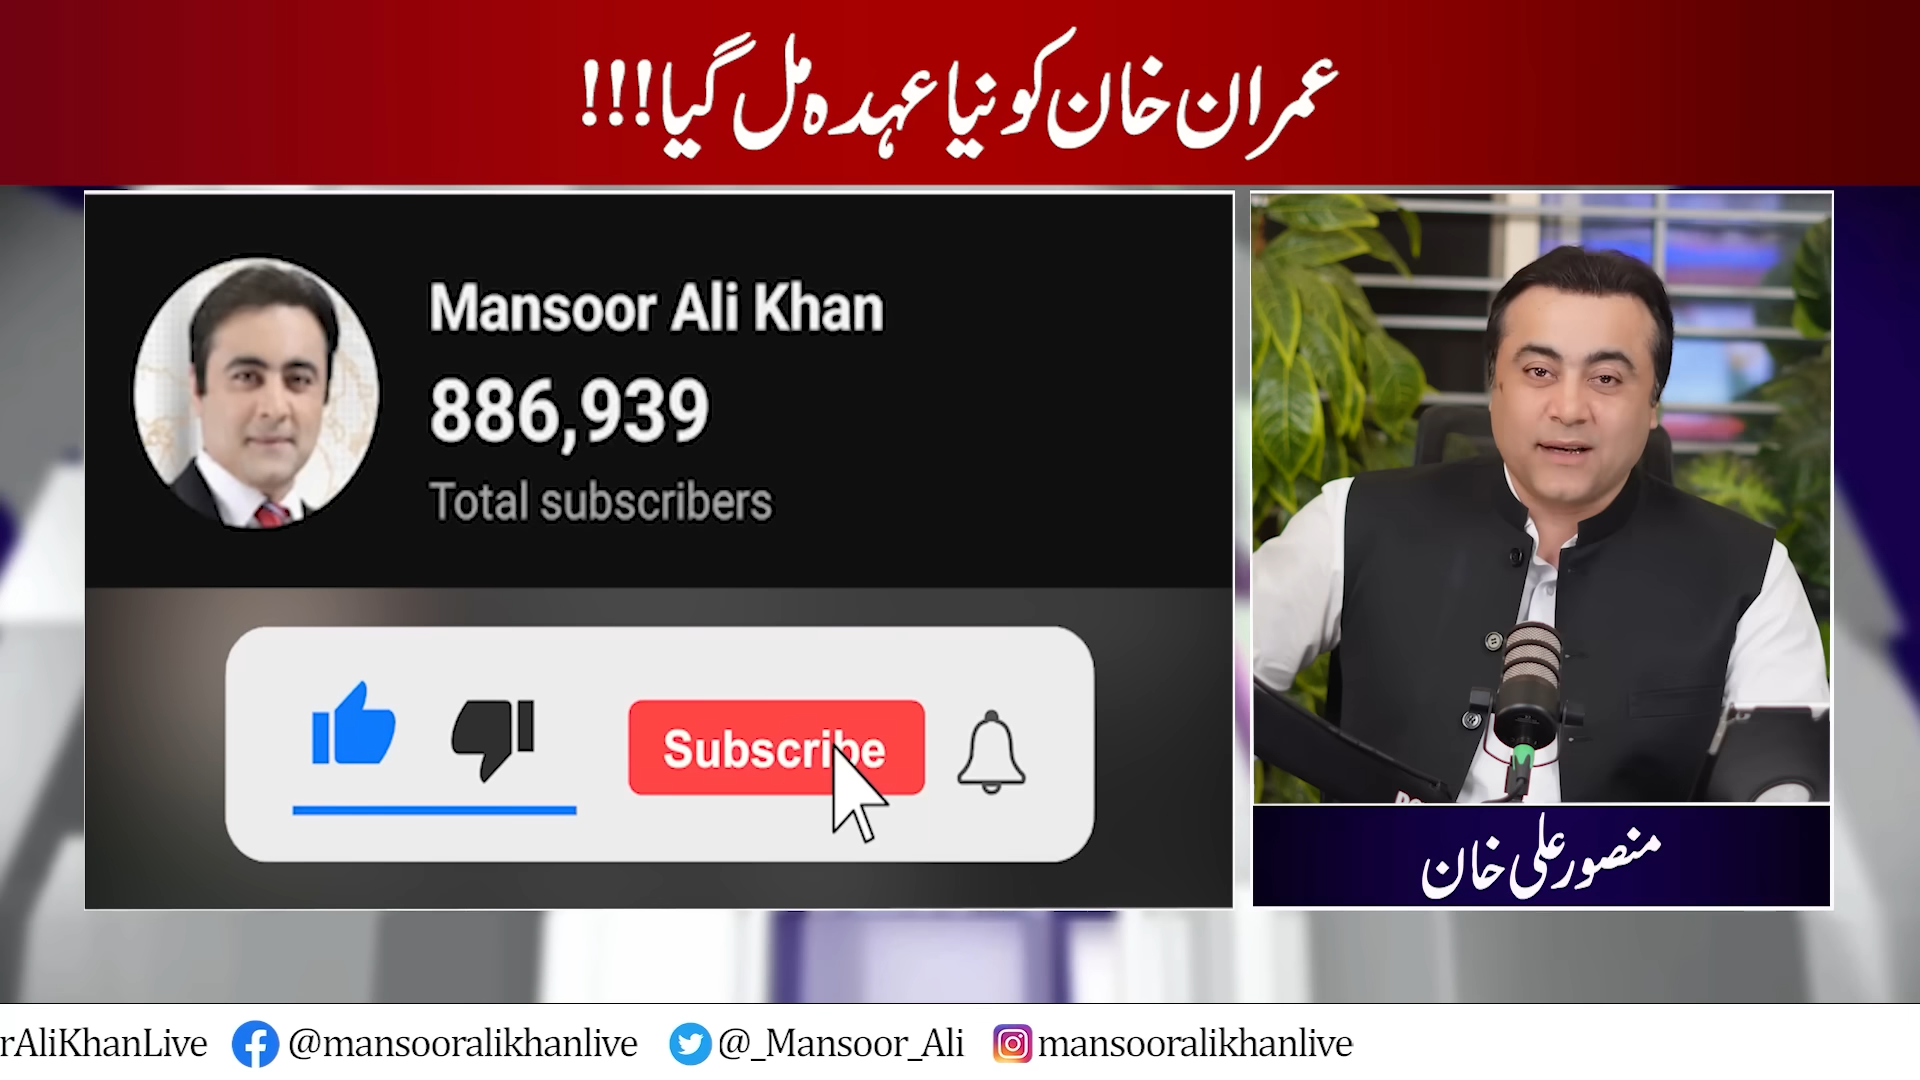 عمران خان کو نیا عہدہ مل گیا!!!
Mansoor Ali Khan
886,939
Total subscribers
Subscribe
منصور علی خان
rAliKhanLive @mansooralikhanlive @_Mansoor_Ali mansooralikhanlive